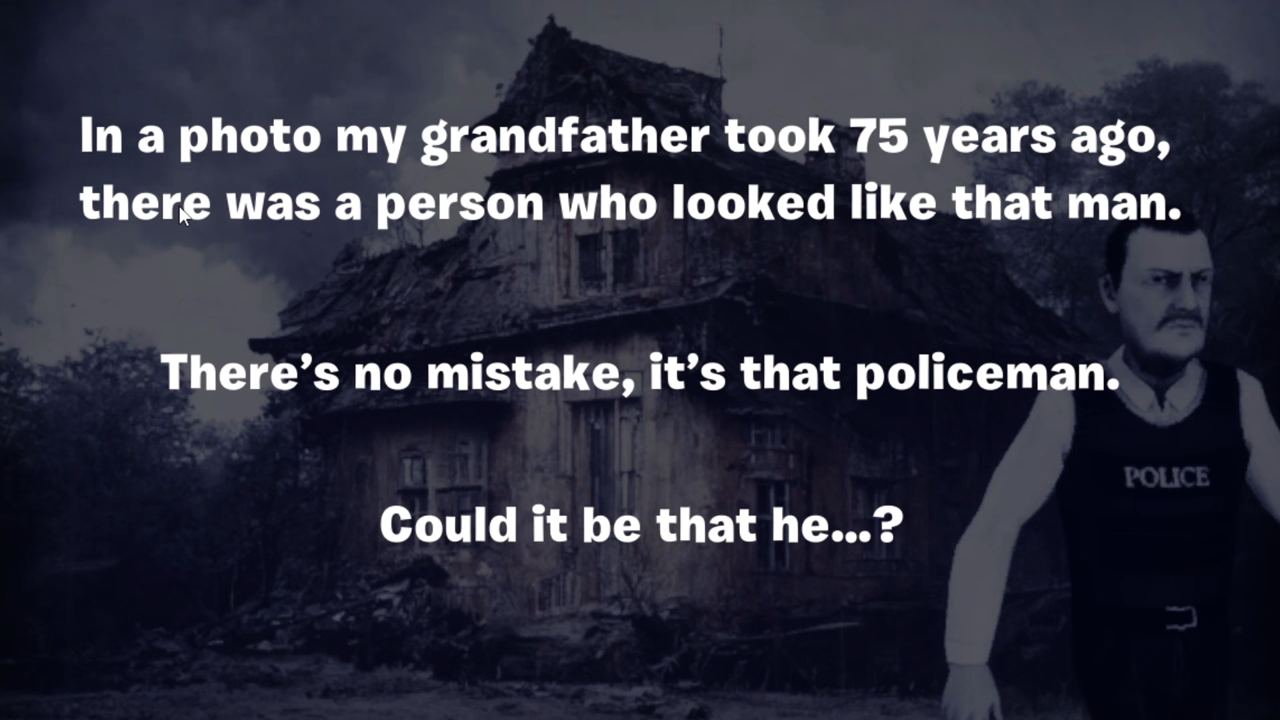 In a photo my grandfather took 75 years ago,
there was a person who looked like that man.
There’s no mistake, it’s that policeman.
Could it be that he...?
POLICE